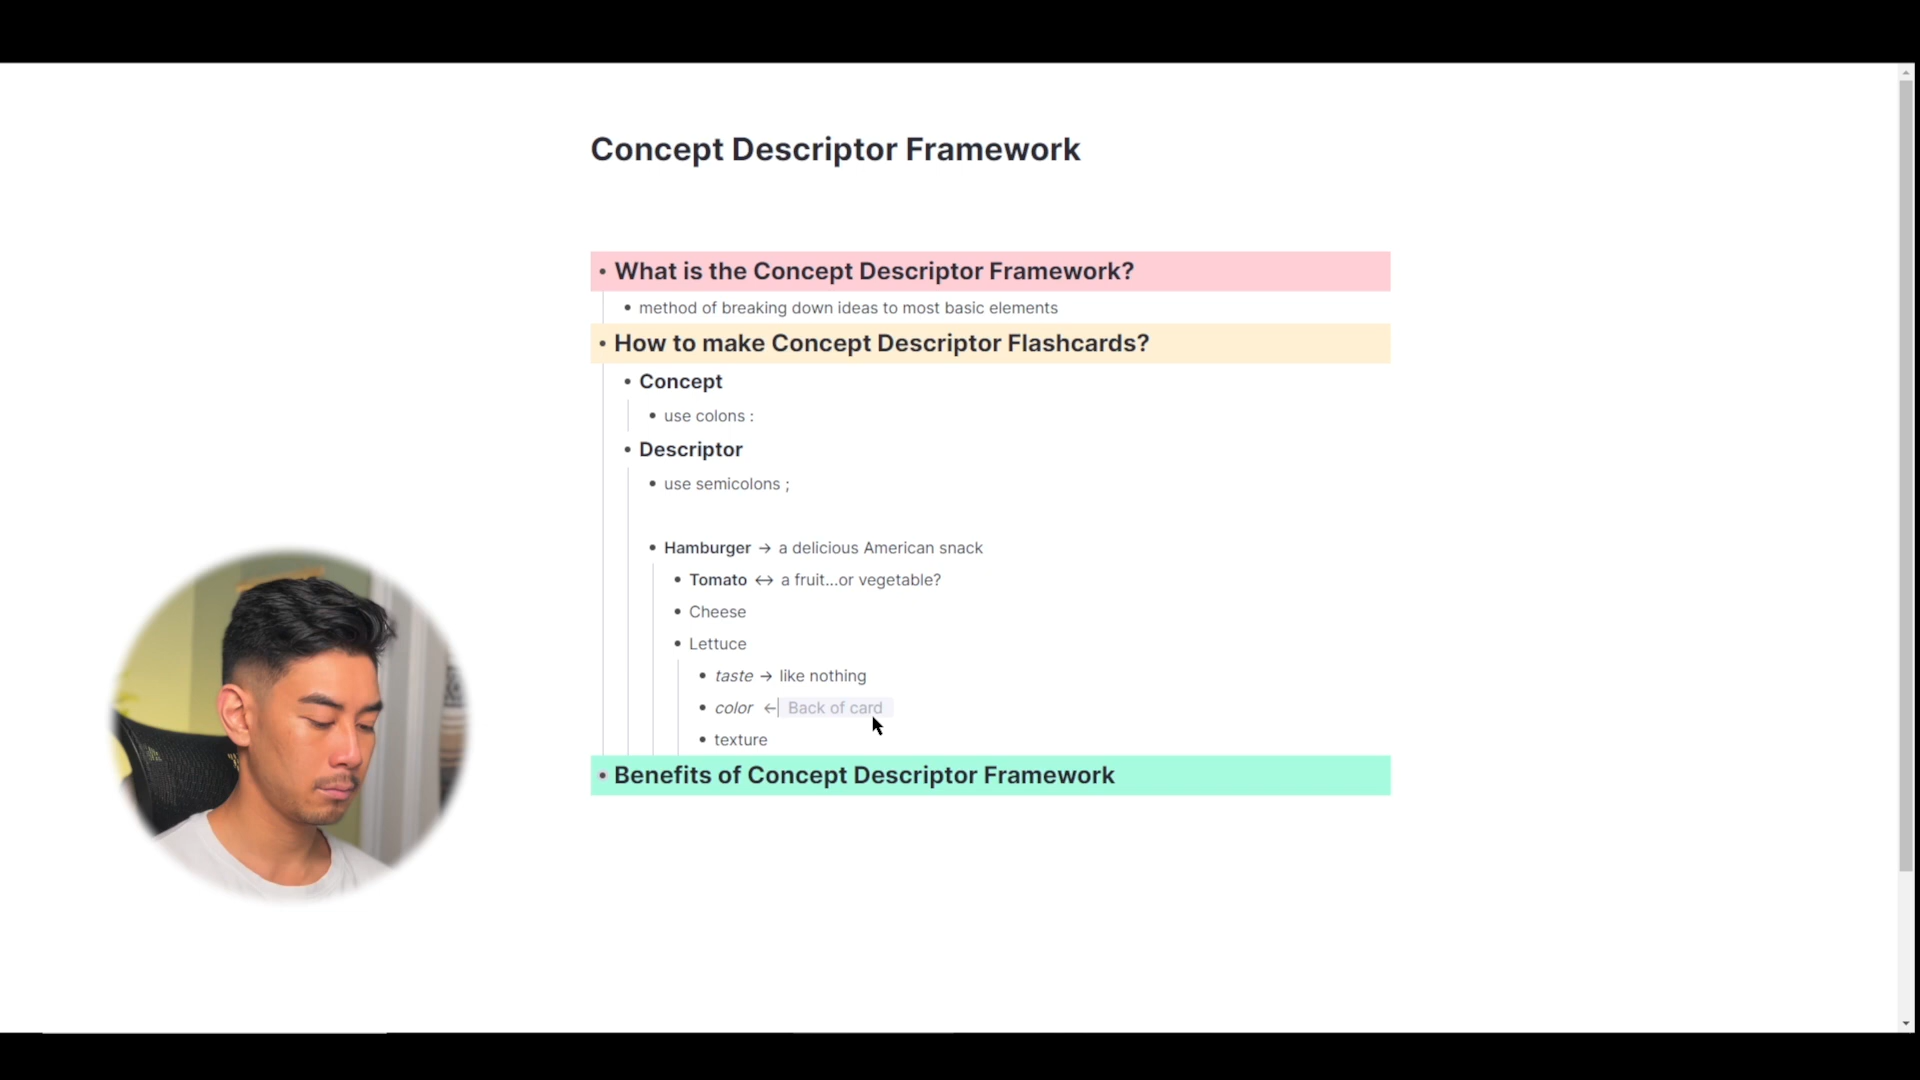 Concept Descriptor Framework
• What is the Concept Descriptor Framework?
• method of breaking down ideas to most basic elements
• How to make Concept Descriptor Flashcards?
• Concept
• use colons :
• Descriptor
• use semicolons ;
• Hamburger → a delicious American snack
• Tomato ↔ a fruit...or vegetable?
• Cheese
• Lettuce
• taste → like nothing
• color ← Back of card
• texture
• Benefits of Concept Descriptor Framework